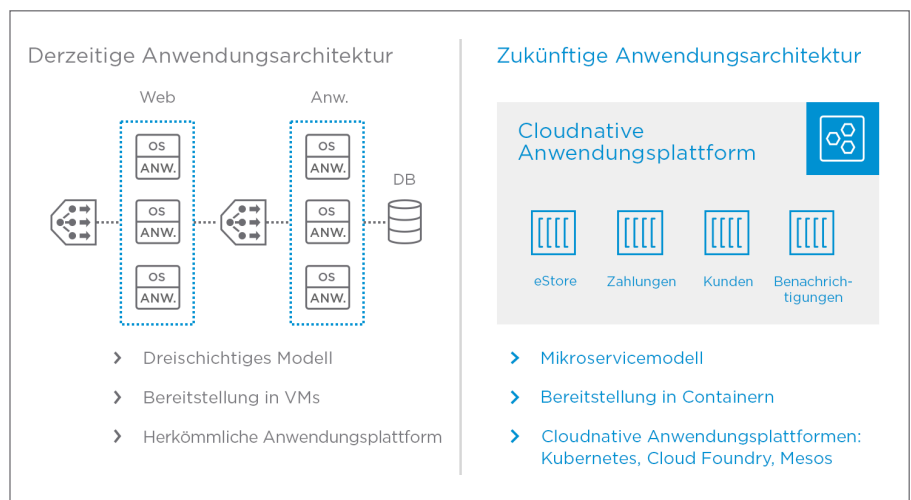 Derzeitige Anwendungsarchitektur
Web
Anw.
OS
ANW.
OS
ANW.
OS
ANW.
OS
ANW.
OS
ANW.
OS
ANW.
DB
Dreischichtiges Modell
Bereitstellung in VMs
Herkömmliche Anwendungsplattform
Zukünftige Anwendungsarchitektur
Cloudnative
Anwendungsplattform
eStore
Zahlungen
Kunden
Benachrich-
tigungen
Mikroservicemodell
Bereitstellung in Containern
Cloudnative Anwendungsplattformen:
Kubernetes, Cloud Foundry, Mesos